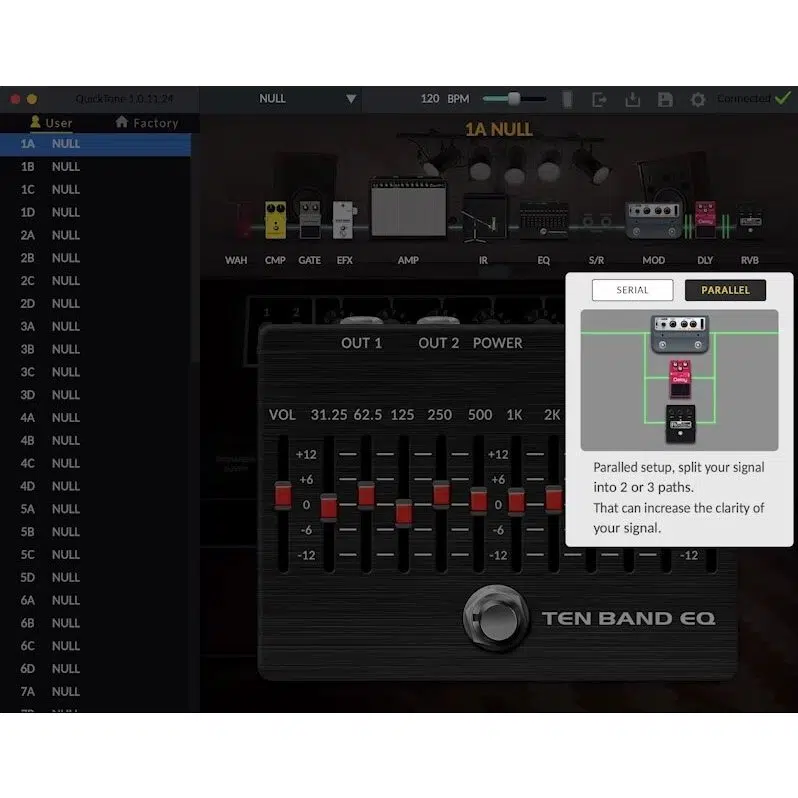 QuickTone 1.0.11.24
NULL
120 BPM
Connected
User
Factory
1A NULL
1A NULL
1B NULL
1C NULL
1D NULL
2A NULL
2B NULL
2C NULL
2D NULL
3A NULL
3B NULL
3C NULL
3D NULL
4A NULL
4B NULL
4C NULL
4D NULL
5A NULL
5B NULL
5C NULL
5D NULL
6A NULL
6B NULL
6C NULL
6D NULL
7A NULL
WAH CMP GATE EFX AMP IR EQ S/R MOD DLY RVB
SERIAL PARALLEL
Delay
Paralled setup, split your signal
into 2 or 3 paths.
That can increase the clarity of
your signal.
1 2
OUT 1 OUT 2 POWER
VOL 31.25 62.5 125 250 500 1K 2K
+12 +12
+6 +6
0 0
-6 -6
-12 -12 -12
TEN BAND EQ